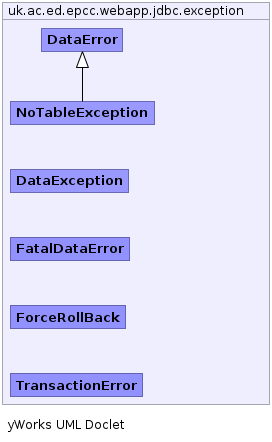 uk.ac.ed.epcc.webapp.jdbc.exception
DataError
NoTableException
DataException
FatalDataError
ForceRollBack
TransactionError
yWorks UML Doclet